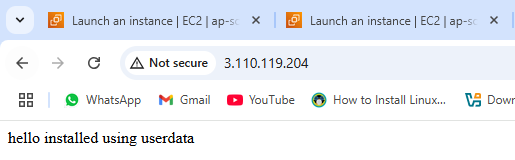 Launch an instance | EC2 | ap-so
Launch an instance | EC2 | ap-so
Not secure 3.110.119.204
WhatsApp Gmail YouTube How to Install Linux... Down
hello installed using userdata